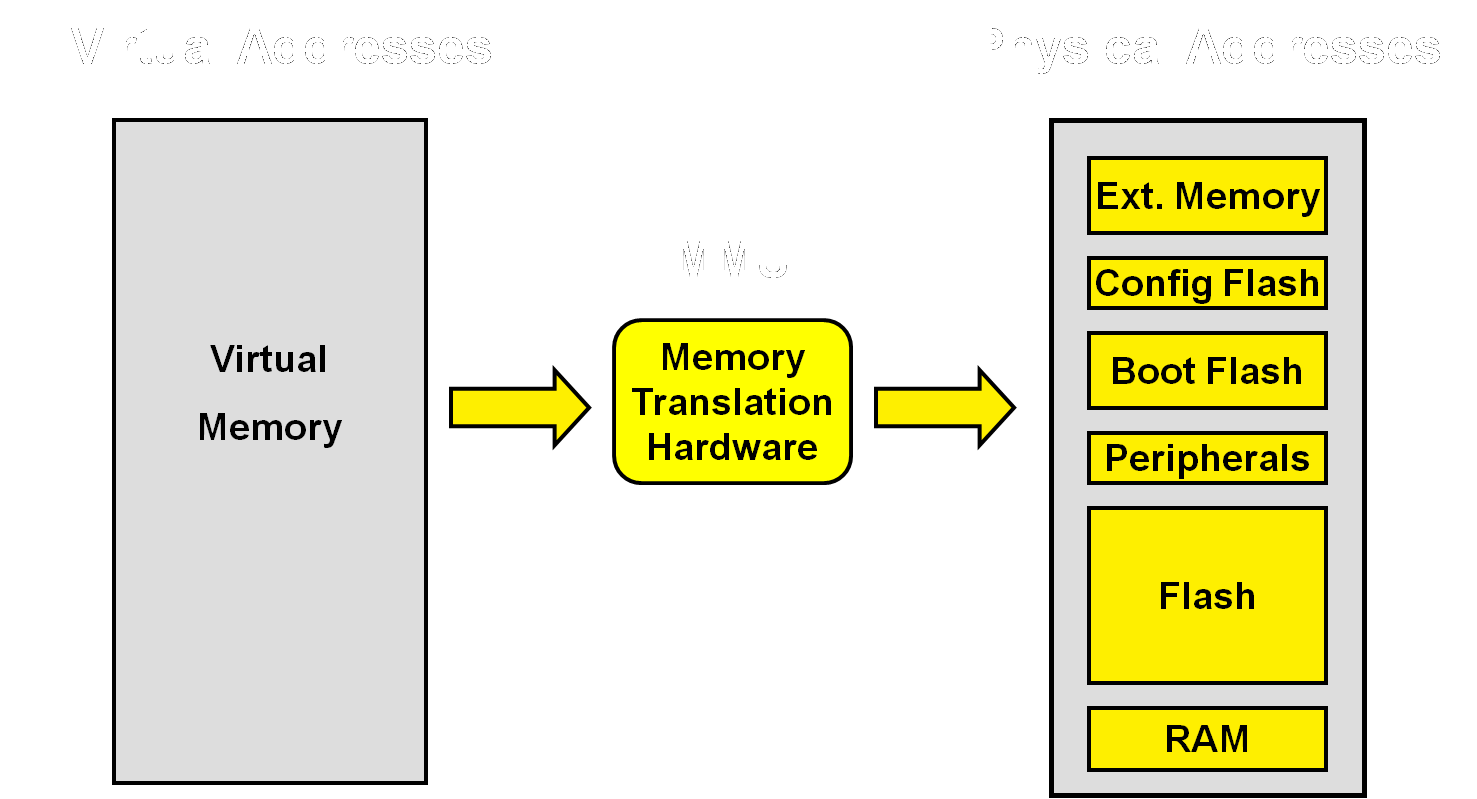 Virtual Addresses
Physical Addresses
MMU
Virtual
Memory
Memory
Translation
Hardware
Ext. Memory
Config Flash
Boot Flash
Peripherals
Flash
RAM